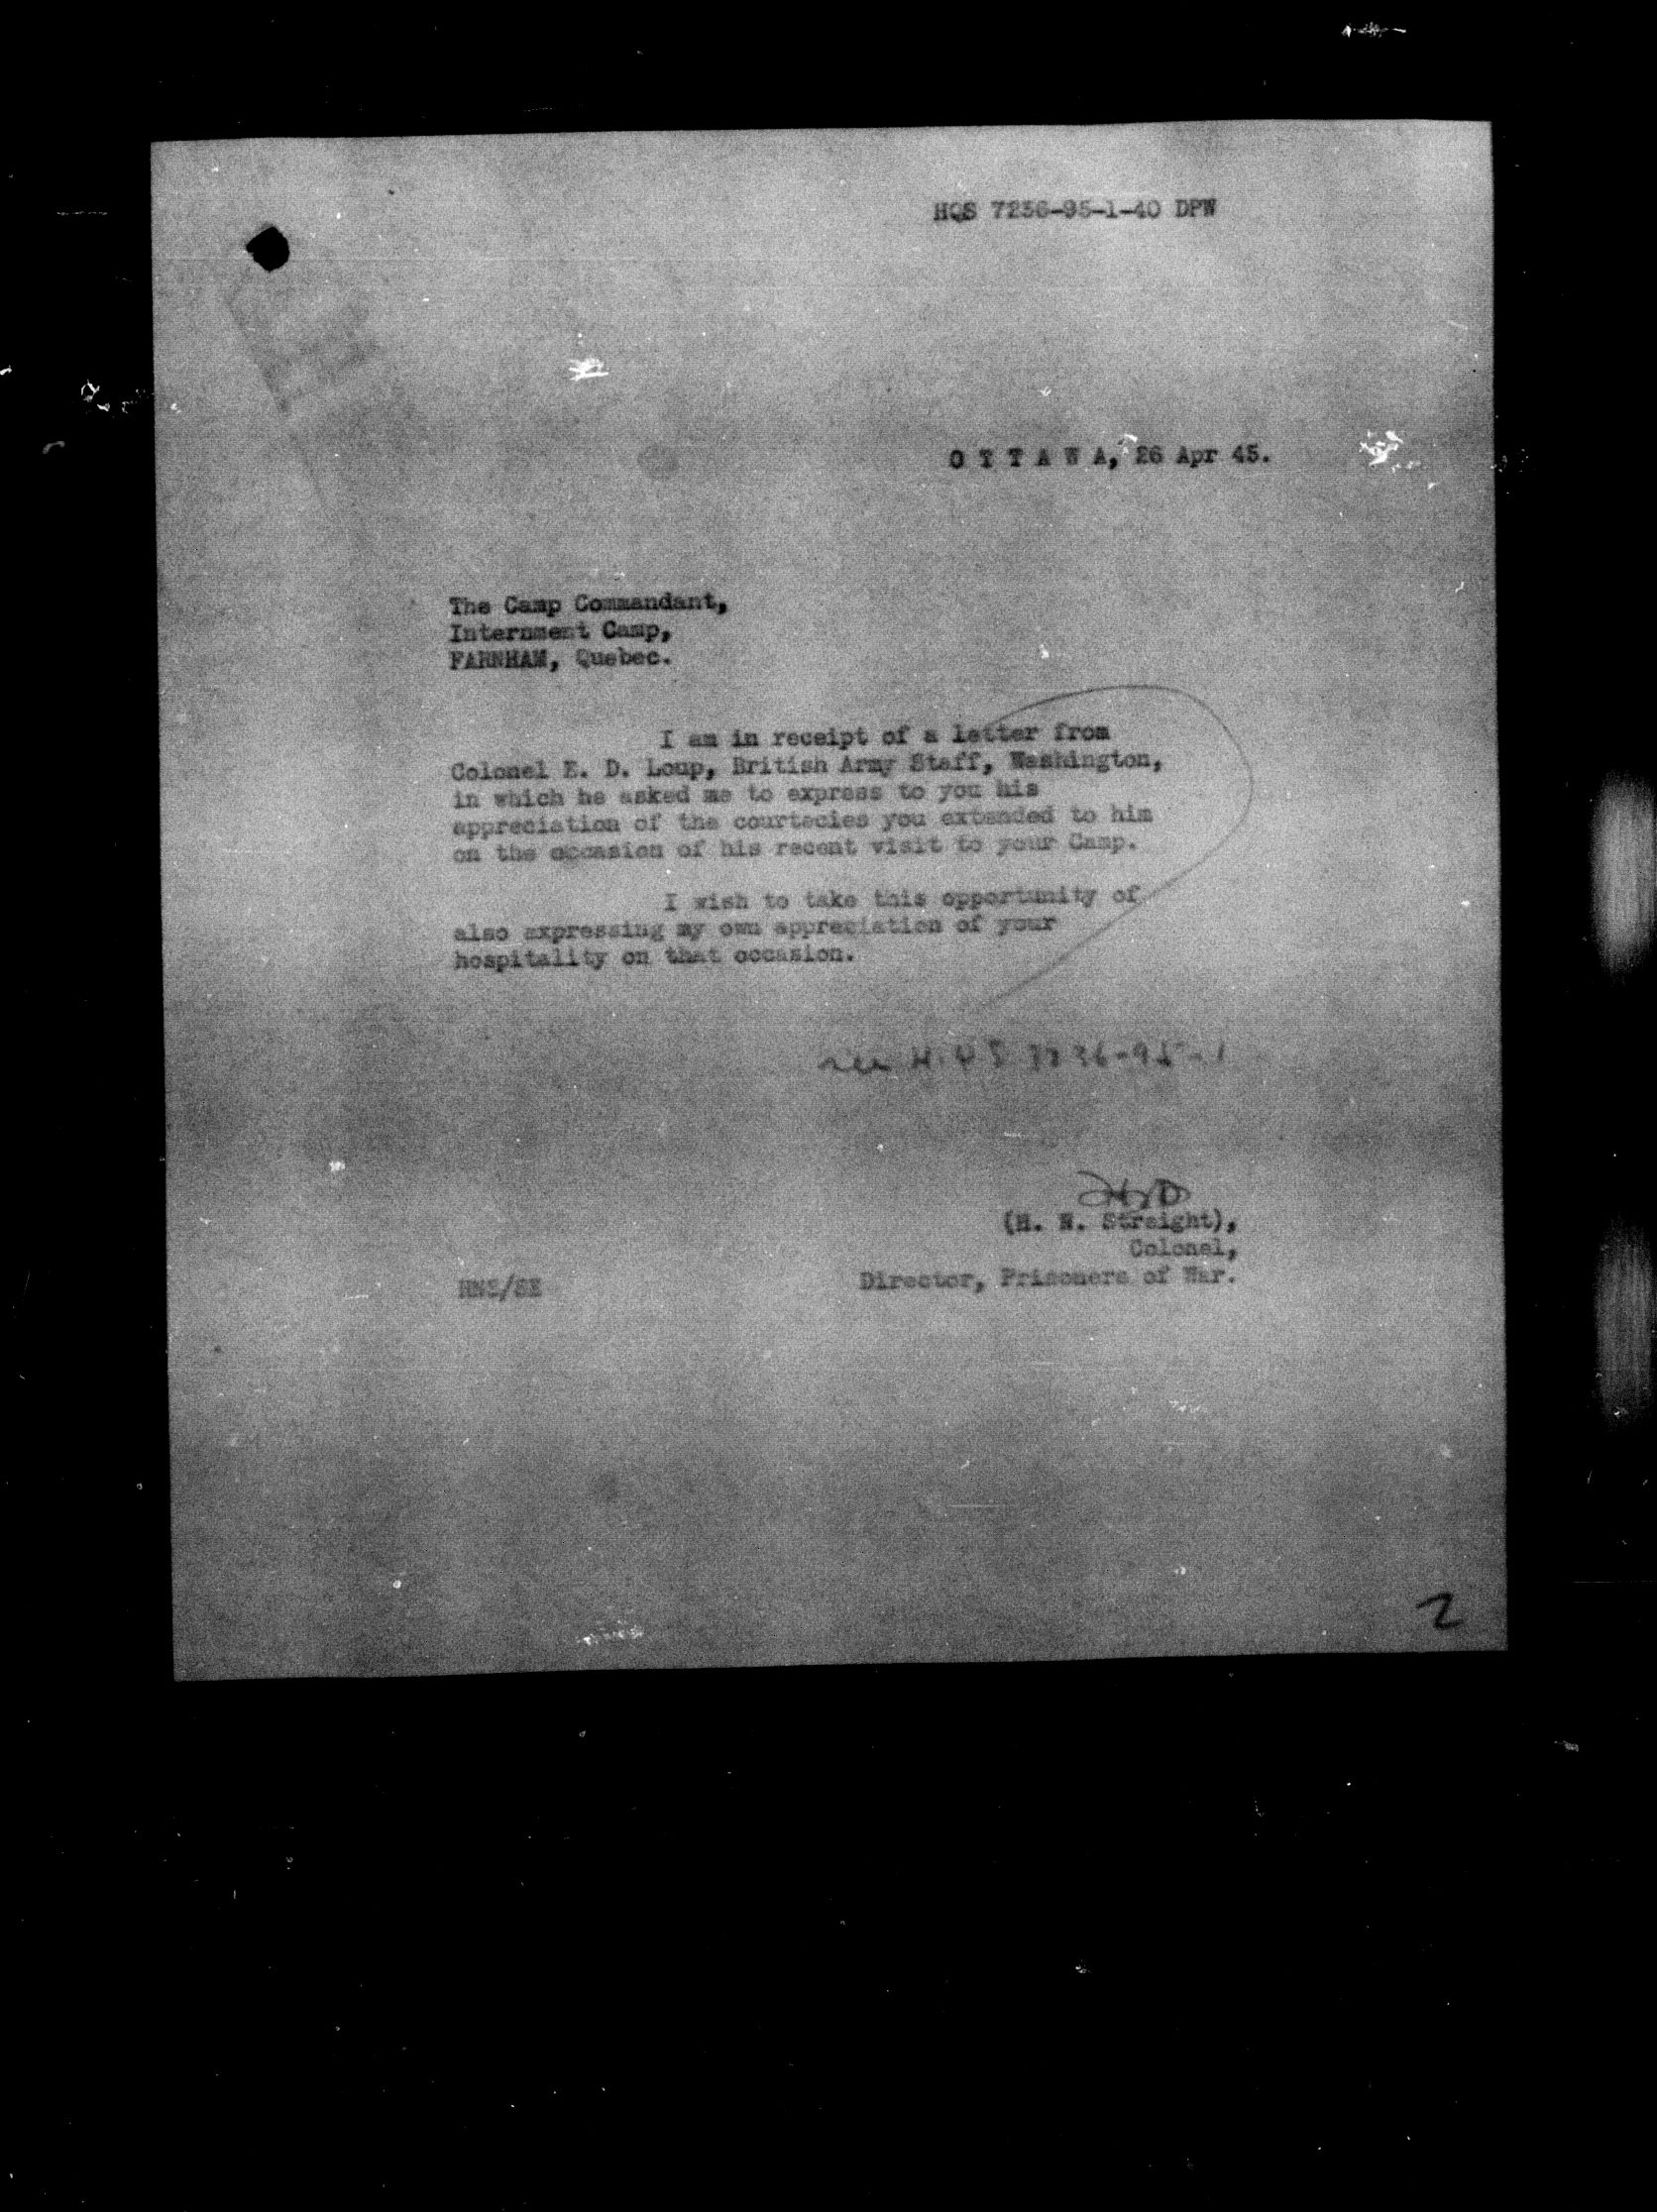 HQS 7236-95-1-40 DPW
O T T A W A, 26 Apr 45.
The Camp Commandant,
Internment Camp,
FARNHAM, Quebec.
I am in receipt of a letter from
Colonel E. D. Loup, British Army Staff, Washington,
in which he asked me to express to you his
appreciation of the courtecies you extended to him
on the occasion of his recent visit to your Camp.
I wish to take this opportunity of
also expressing my own appreciation of your
hospitality on that occasion.
H.Q.S 7236-95-1
(H. N. Streight),
Colonel,
Director, Prisoners of War.
HNS/SE
2